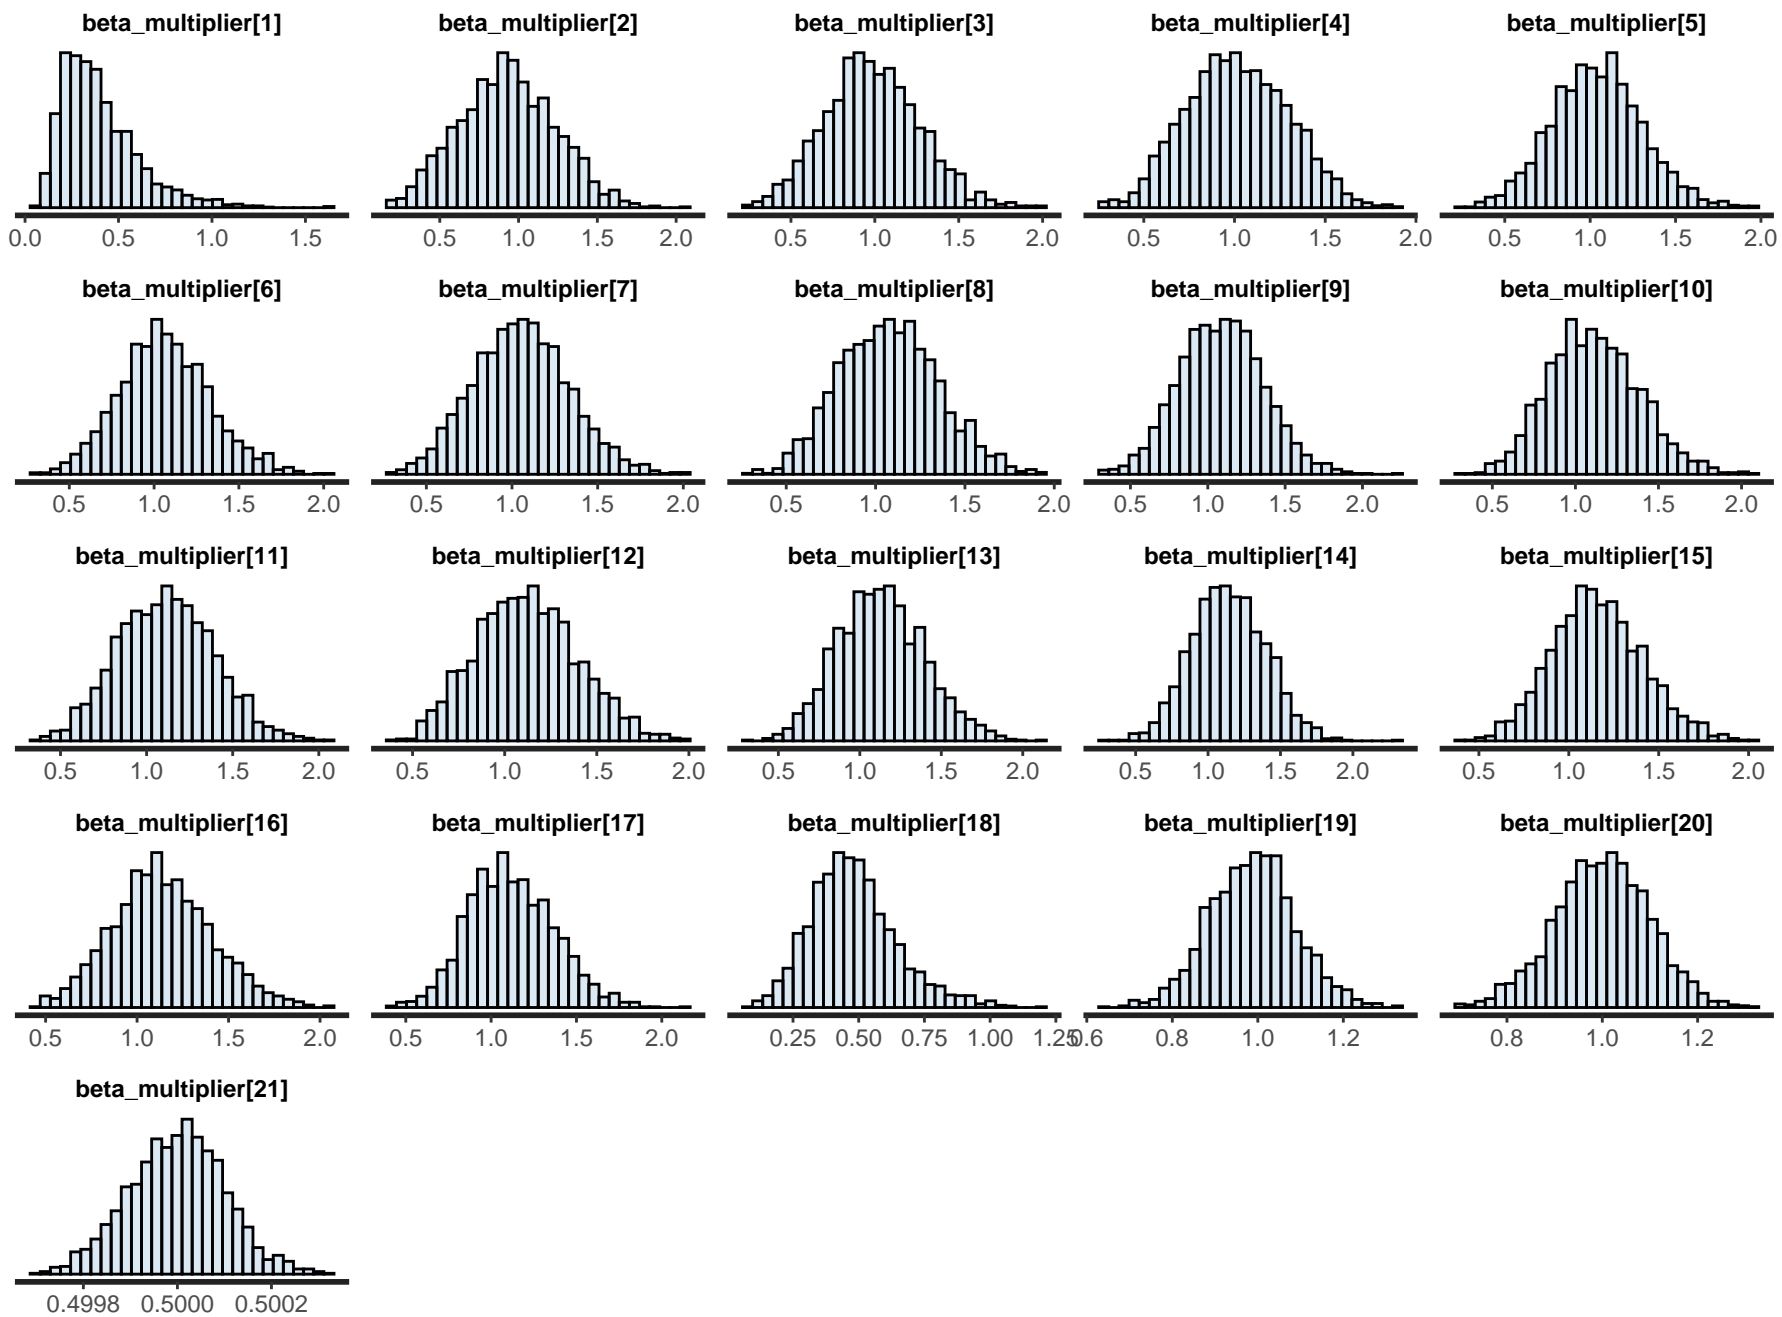 beta_multiplier[1] beta_multiplier[2] beta_multiplier[3] beta_multiplier[4] beta_multiplier[5]
0.0 0.5 1.0 1.5 0.5 1.0 1.5 2.0 0.5 1.0 1.5 2.0 0.5 1.0 1.5 2.0 0.5 1.0 1.5 2.0
beta_multiplier[6] beta_multiplier[7] beta_multiplier[8] beta_multiplier[9] beta_multiplier[10]
0.5 1.0 1.5 2.0 0.5 1.0 1.5 2.0 0.5 1.0 1.5 2.0 0.5 1.0 1.5 2.0 0.5 1.0 1.5 2.0
beta_multiplier[11] beta_multiplier[12] beta_multiplier[13] beta_multiplier[14] beta_multiplier[15]
0.5 1.0 1.5 2.0 0.5 1.0 1.5 2.0 0.5 1.0 1.5 2.0 0.5 1.0 1.5 2.0 0.5 1.0 1.5 2.0
beta_multiplier[16] beta_multiplier[17] beta_multiplier[18] beta_multiplier[19] beta_multiplier[20]
0.5 1.0 1.5 2.0 0.5 1.0 1.5 2.0 0.25 0.50 0.75 1.00 1.25 0.6 0.8 1.0 1.2 0.8 1.0 1.2
beta_multiplier[21]
0.4998 0.5000 0.5002